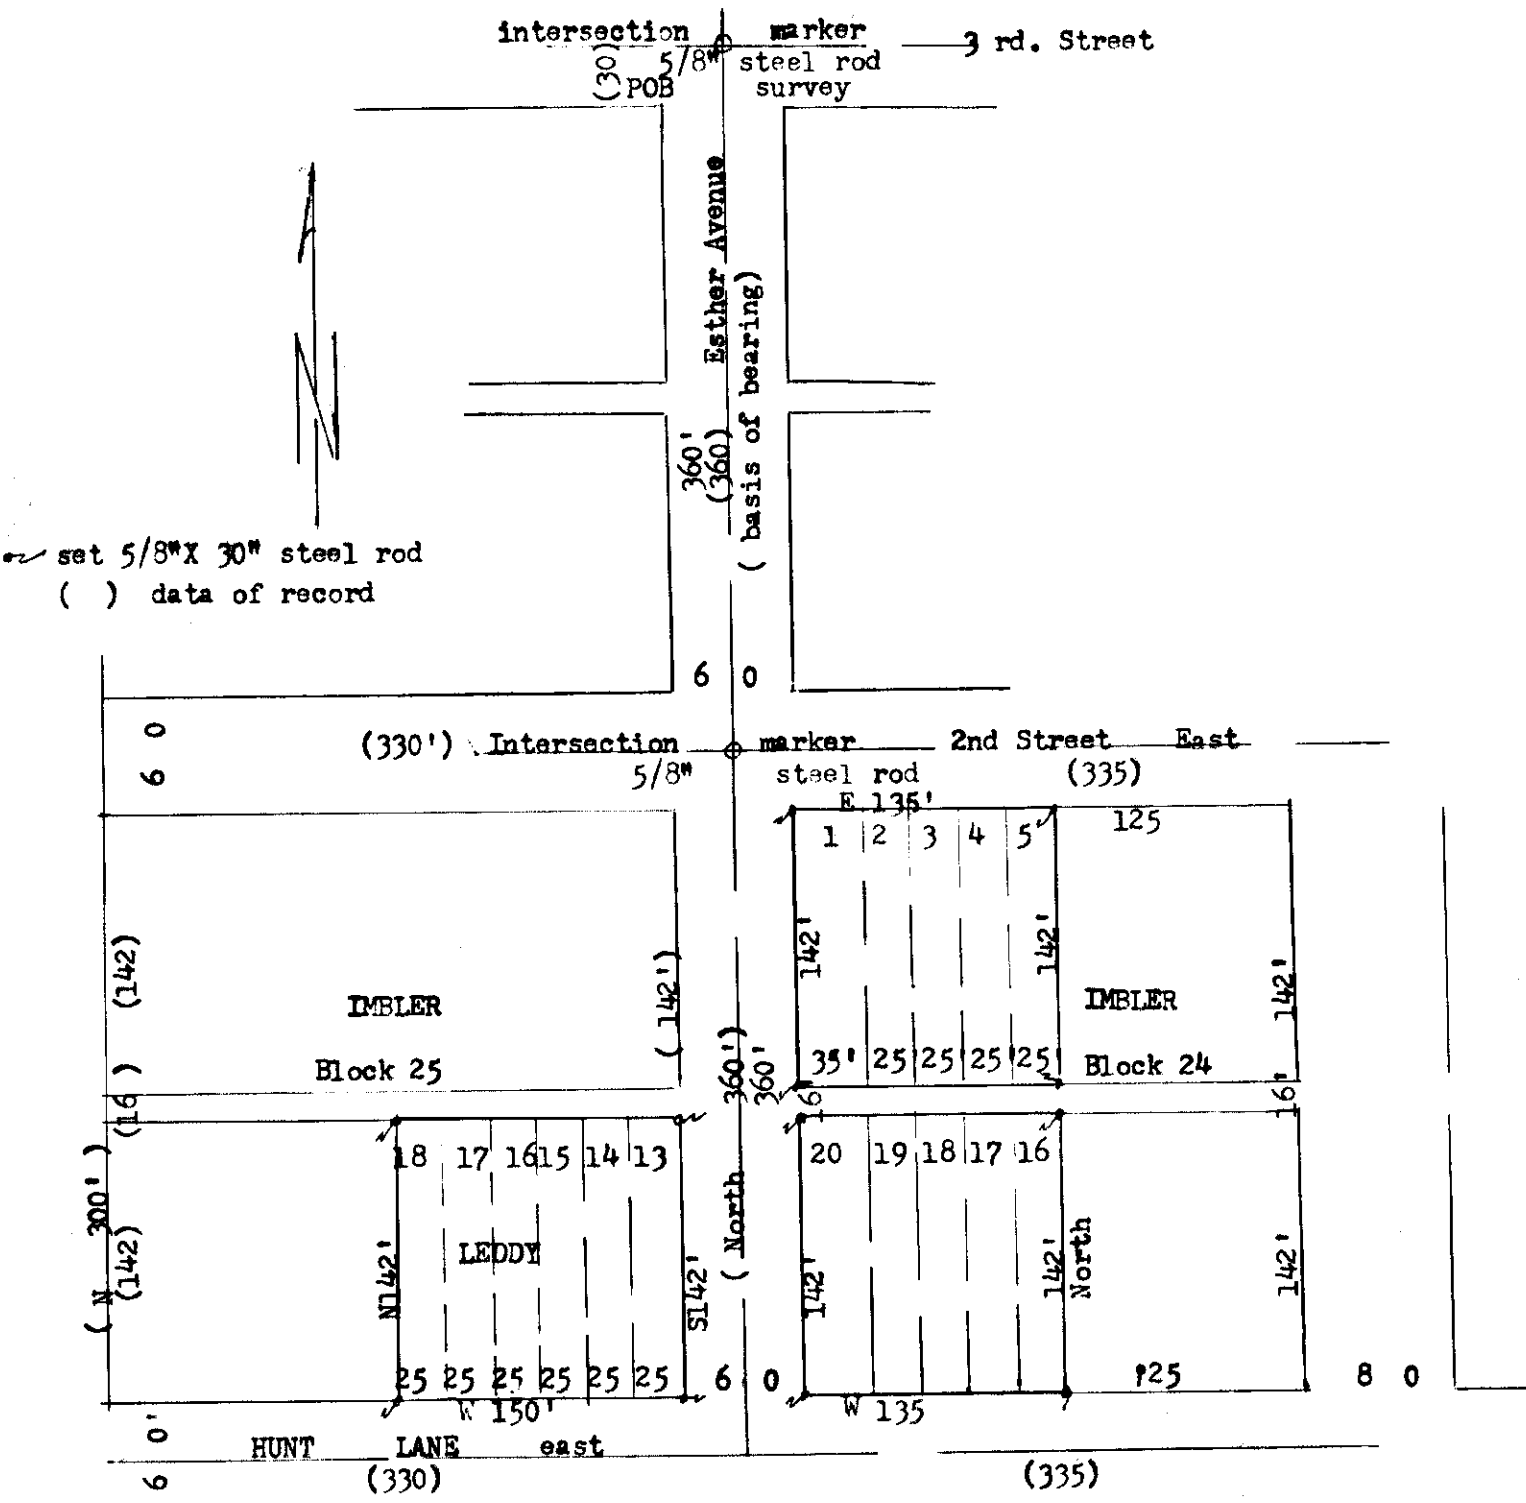 intersection marker 3 rd. Street
(30) 5/8" steel rod
POB survey
Esther Avenue
( basis of bearing)
360'
(360)
set 5/8"X 30" steel rod
( ) data of record
6 0
6 0
(330') Intersection marker 2nd Street East
5/8" steel rod (335)
E 135'
1 2 3 4 5 125
142' 142' 142'
(142) (142')
IMBLER IMBLER
Block 25 Block 24
35' 25 25 25 25'
(16) 16' 16'
( North 360')
360'
18 17 16 15 14 13
20 19 18 17 16
( N 300')
(142)
LEDDY
N142' S142' 142' 142' North 142'
25 25 25 25 25 25 6 0
125 8 0
W 150' W 135
6 0'
HUNT LANE east
(330) (335)
N